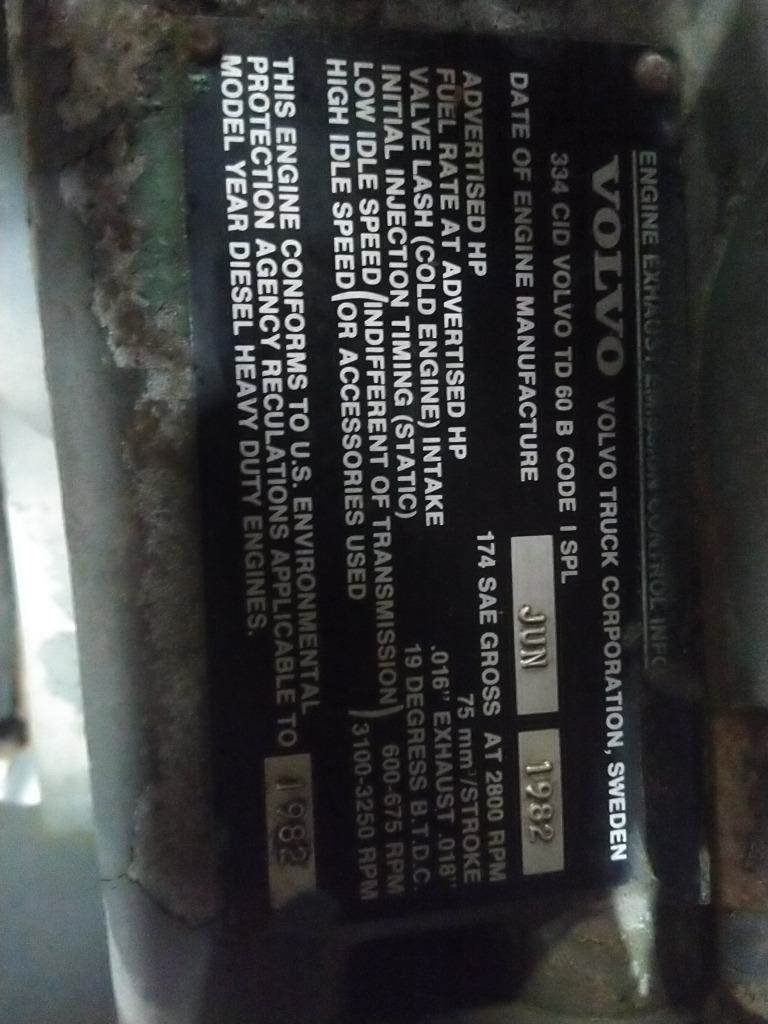 ENGINE EXHAUST EMISSION CONTROL INFO
VOLVO VOLVO TRUCK CORPORATION, SWEDEN
334 CID VOLVO TD 60 B CODE I SPL
DATE OF ENGINE MANUFACTURE JUN 1982
ADVERTISED HP 174 SAE GROSS AT 2800 RPM
FUEL RATE AT ADVERTISED HP 75 mm³/STROKE
VALVE LASH (COLD ENGINE) INTAKE .016" EXHAUST .018"
INITIAL INJECTION TIMING (STATIC) 19 DEGRESS B.T.D.C.
LOW IDLE SPEED (INDIFFERENT OF TRANSMISSION) 600-675 RPM
HIGH IDLE SPEED (OR ACCESSORIES USED ) 3100-3250 RPM
THIS ENGINE CONFORMS TO U.S. ENVIRONMENTAL
PROTECTION AGENCY RECULATIONS APPLICABLE TO 1982
MODEL YEAR DIESEL HEAVY DUTY ENGINES.